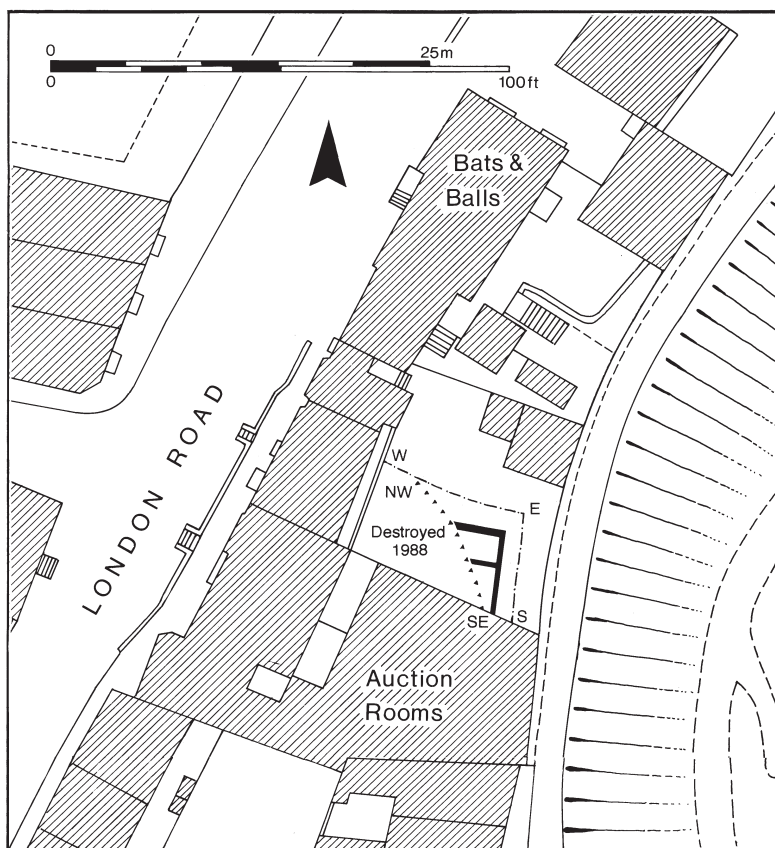 0 25m
0 100ft
Bats &
Balls
LONDON ROAD
W
NW
E
Destroyed
1988
SE
S
Auction
Rooms